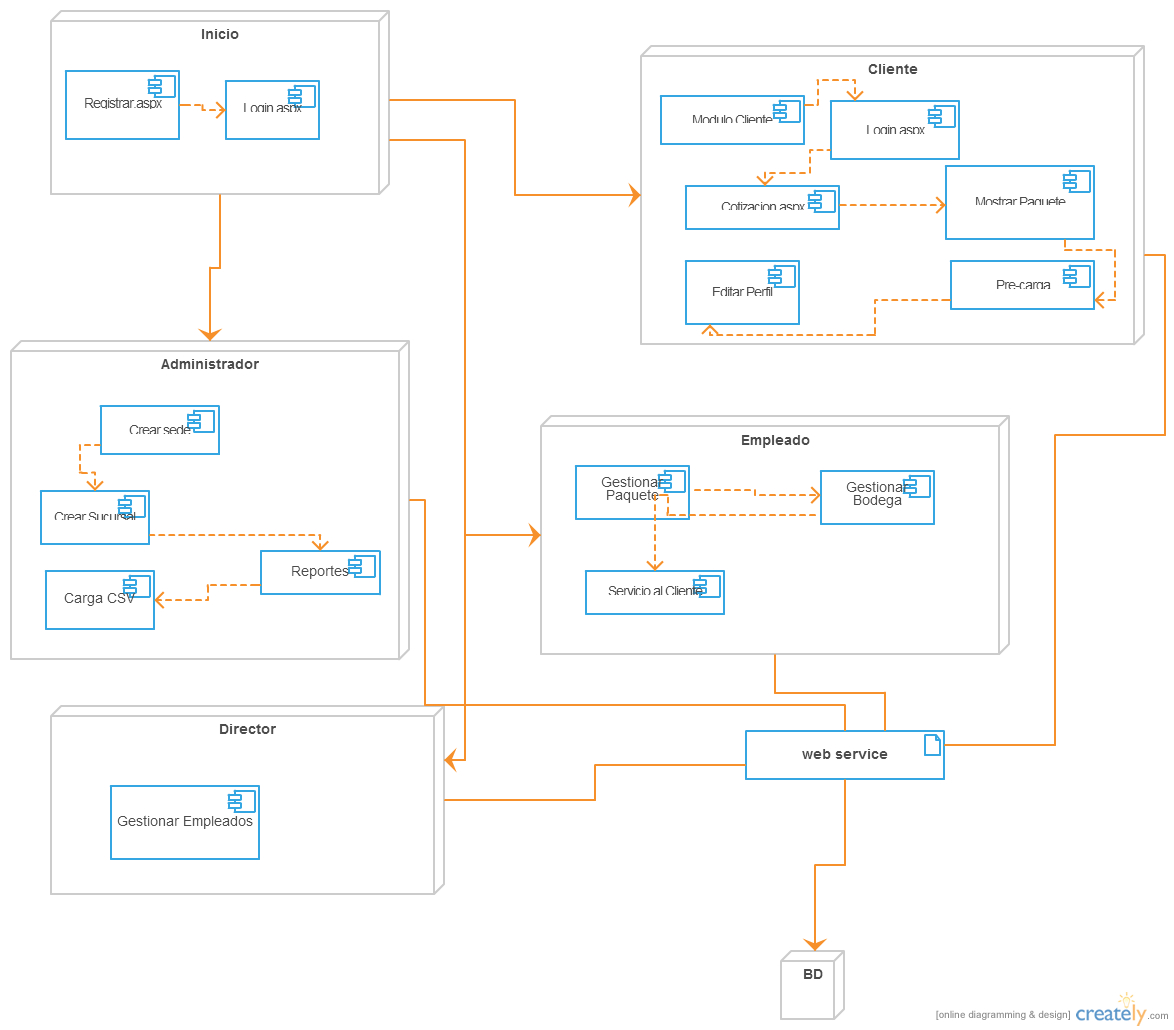 Inicio
Registrar.aspx
Login.aspx
Cliente
Modulo Cliente
Login.aspx
Cotizacion.aspx
Mostrar Paquete
Editar Perfil
Pre-carga
Administrador
Crear sede
Crear Sucursal
Reportes
Carga CSV
Empleado
Gestionar
Paquete
Gestionar
Bodega
Servicio al Cliente
Director
Gestionar Empleados
web service
BD
[online diagramming & design] creately.com